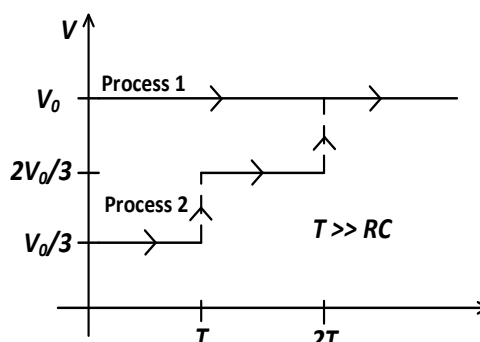 V
Process 1
V₀
2V₀/3
Process 2
V₀/3
T >> RC
T
2T